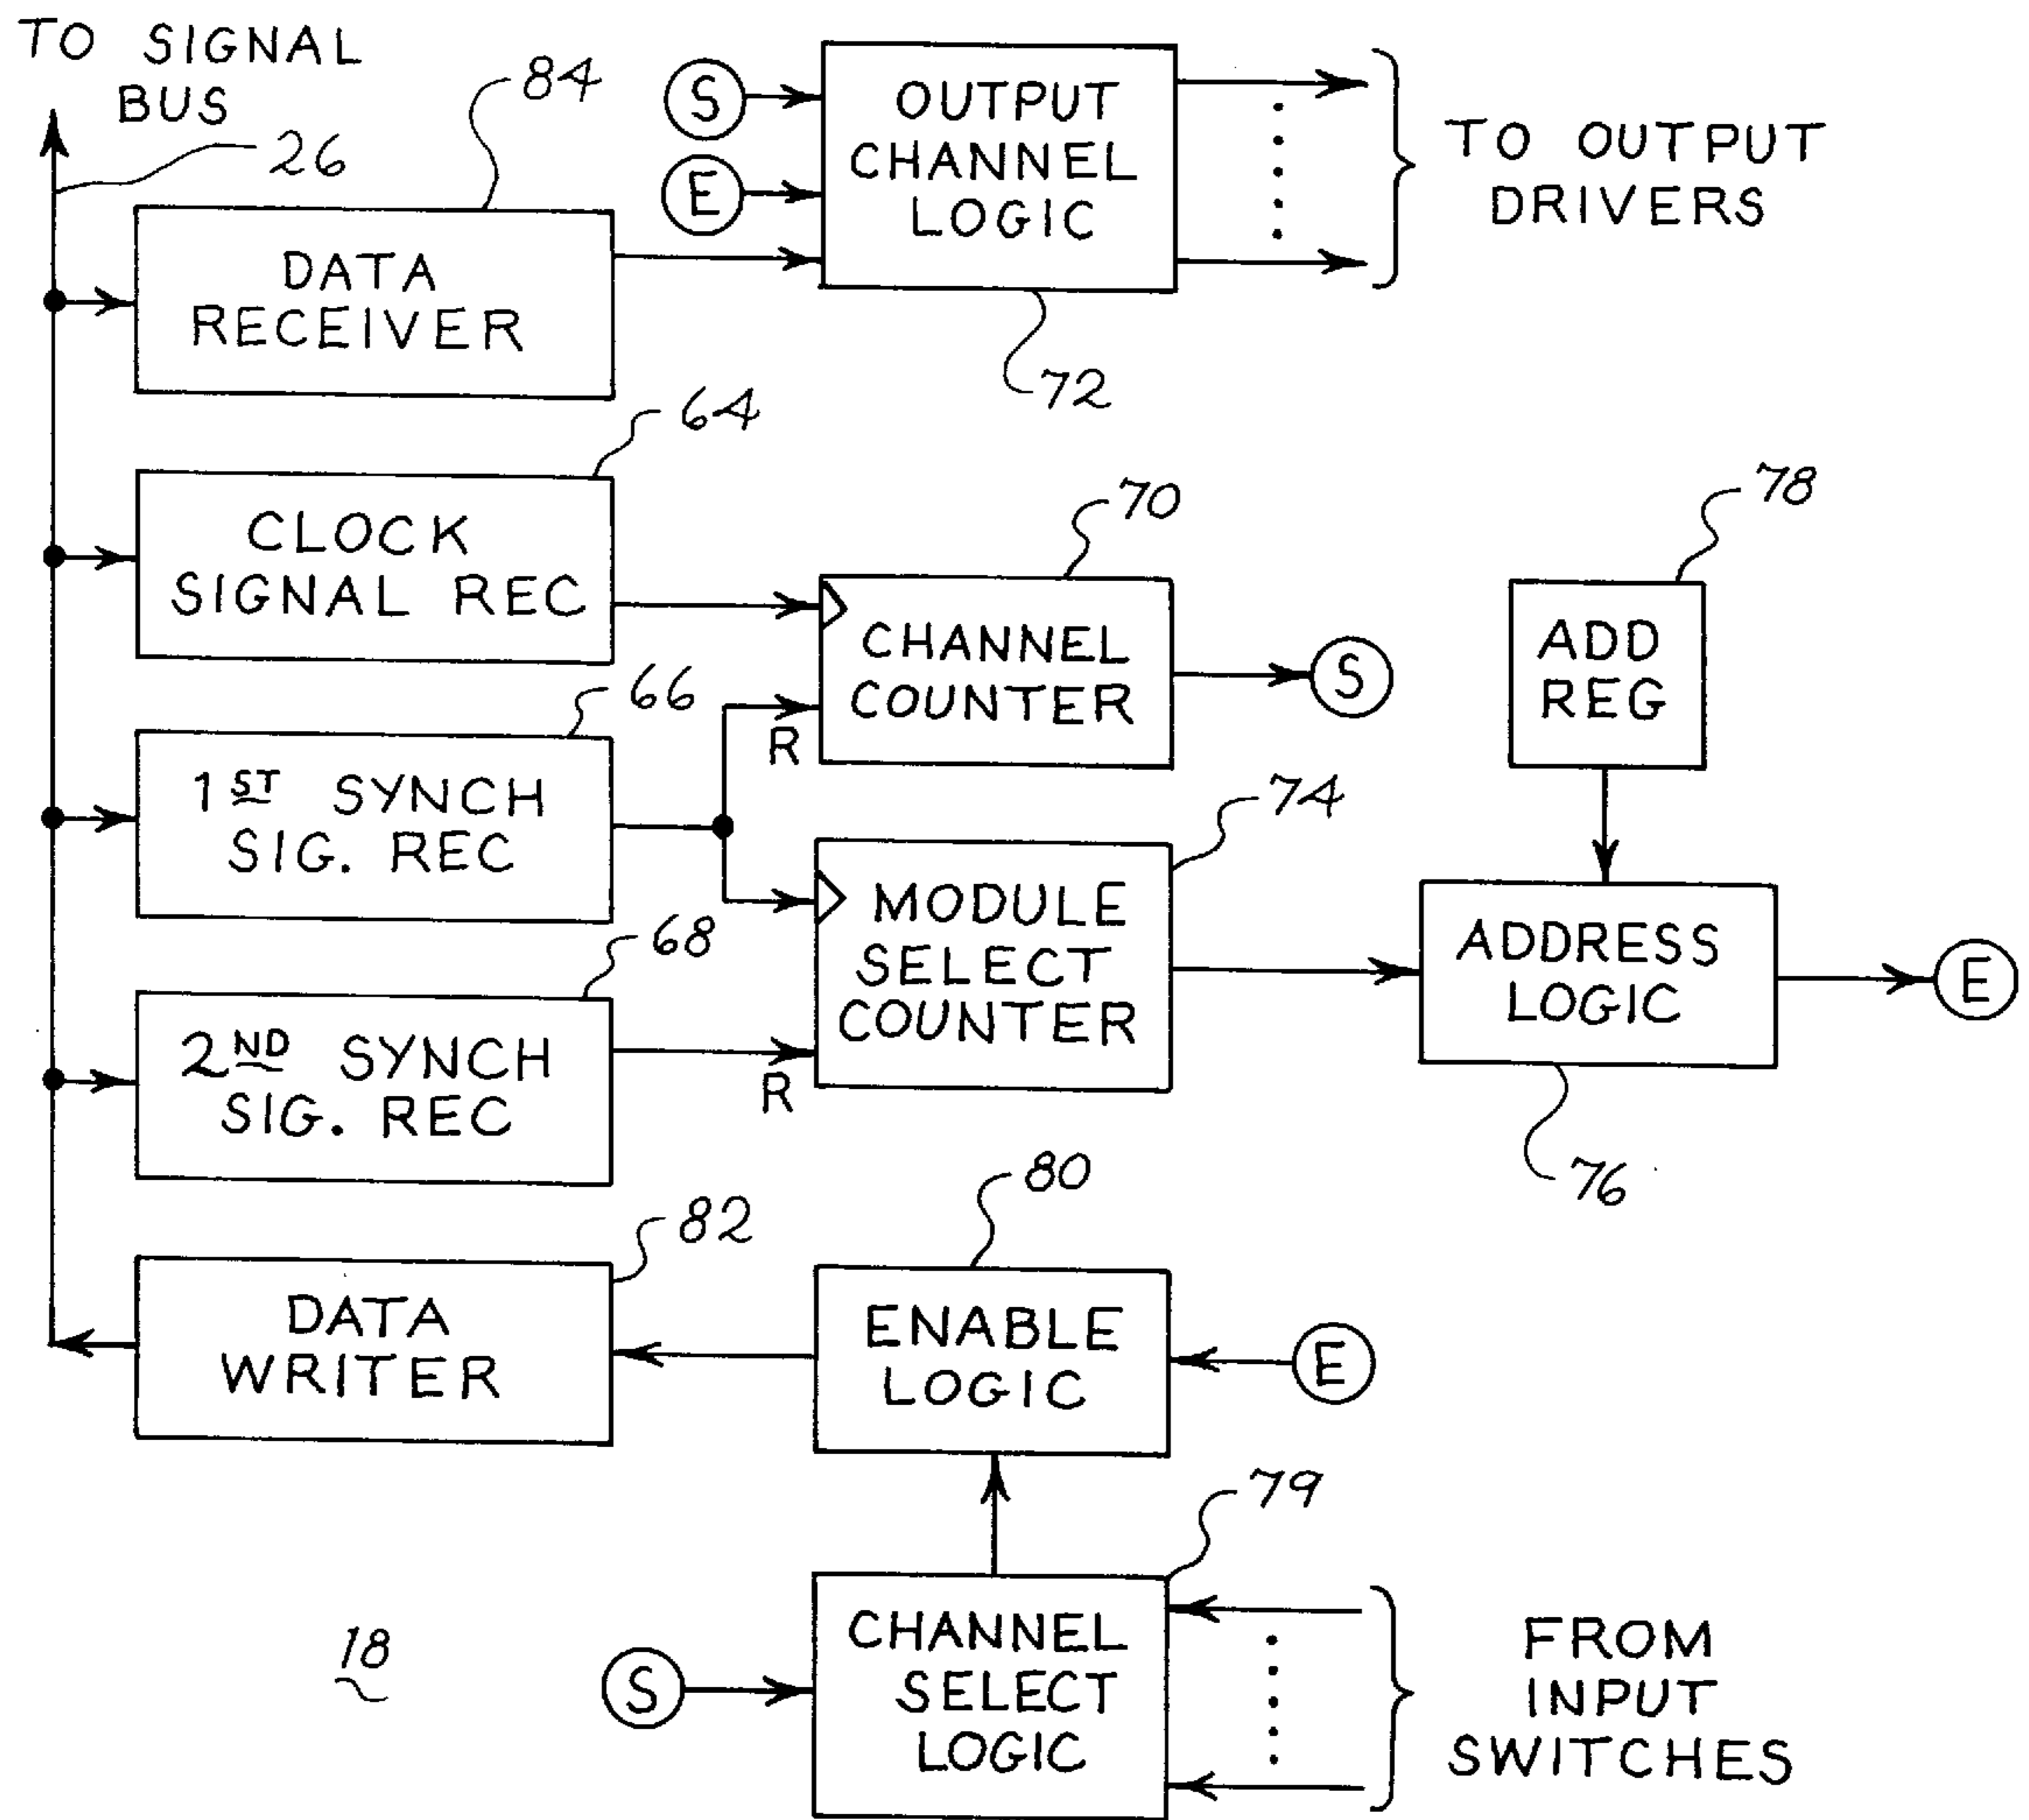 TO SIGNAL
BUS
26
84
DATA
RECEIVER
S
E
OUTPUT
CHANNEL
LOGIC
72
TO OUTPUT
DRIVERS
64
CLOCK
SIGNAL REC
70
CHANNEL
COUNTER
R
S
78
ADD
REG
66
1ST SYNCH
SIG. REC
74
MODULE
SELECT
COUNTER
R
ADDRESS
LOGIC
76
E
68
2ND SYNCH
SIG. REC
82
DATA
WRITER
80
ENABLE
LOGIC
E
79
CHANNEL
SELECT
LOGIC
S
FROM
INPUT
SWITCHES
18